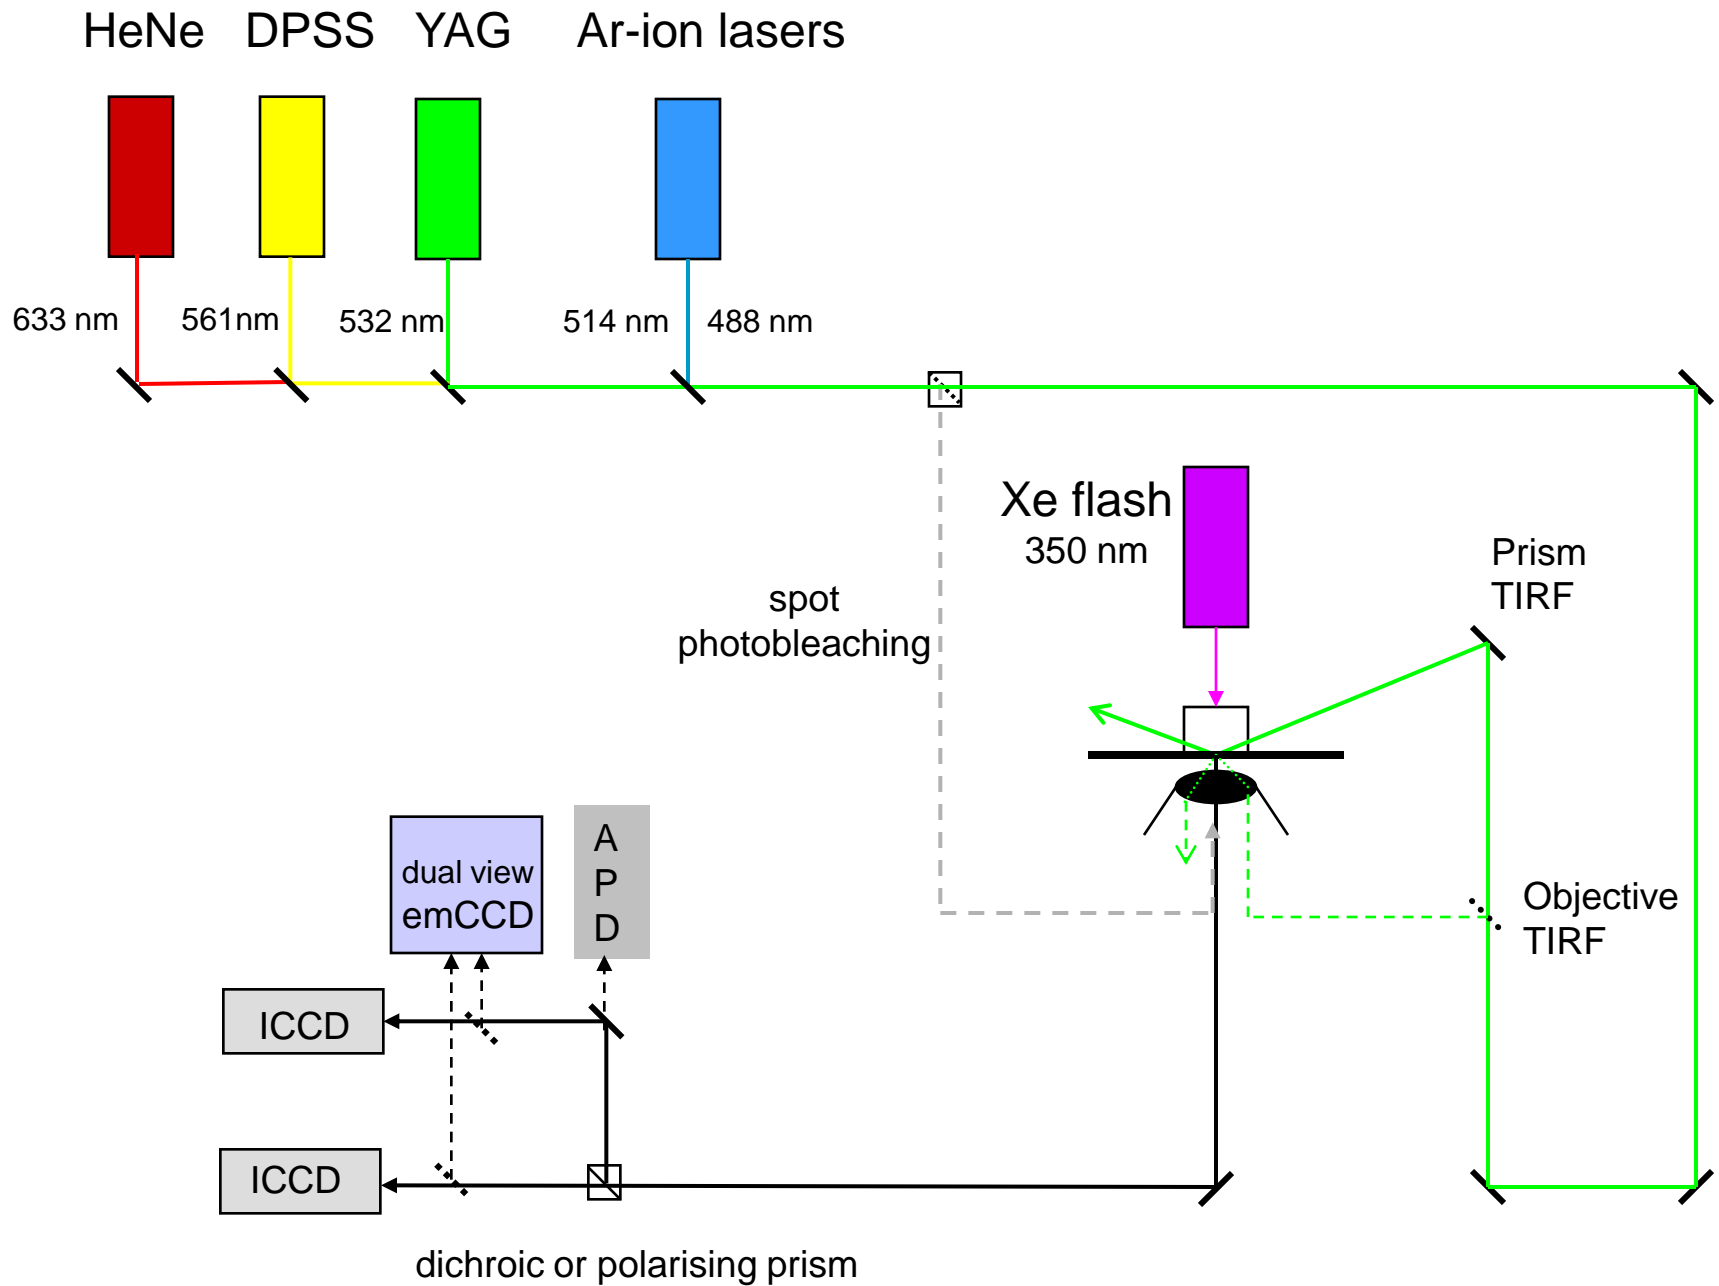 HeNe DPSS YAG Ar-ion lasers
633 nm 561nm 532 nm 514 nm 488 nm
Xe flash
350 nm
Prism
TIRF
spot
photobleaching
A
P
D
dual view
emCCD
Objective
TIRF
ICCD
ICCD
dichroic or polarising prism